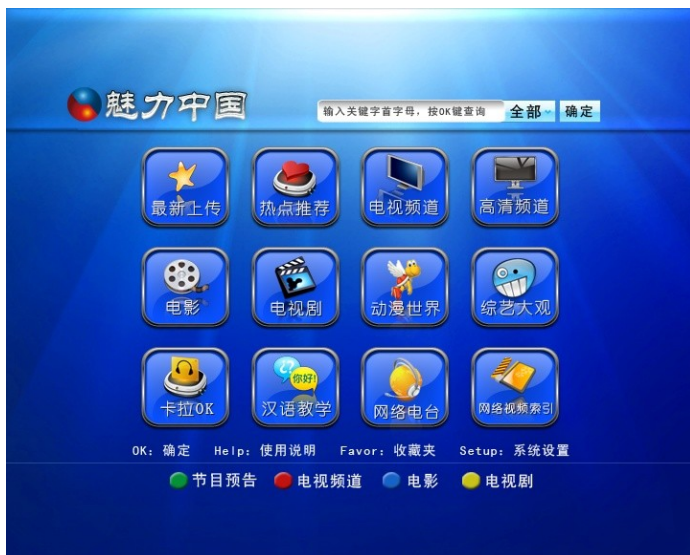 魅力中国
输入关键字首字母，按OK键查询 全部 确定
最新上传 热点推荐 电视频道 高清频道
电影 电视剧 动漫世界 综艺大观
你好!
卡拉OK 汉语教学 网络电台 网络视频索引
OK: 确定 Help: 使用说明 Favor: 收藏夹 Setup: 系统设置
节目预告 电视频道 电影 电视剧